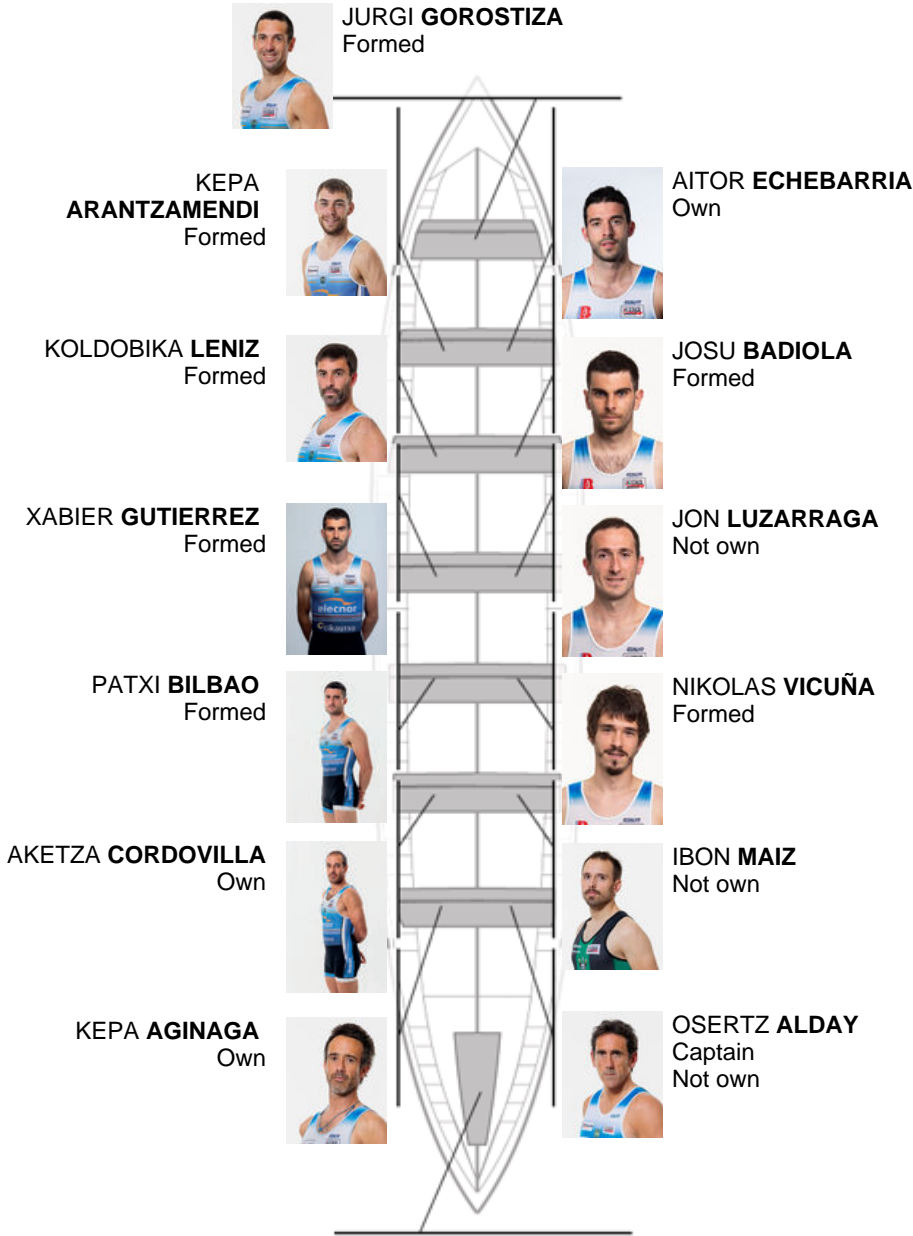 JURGI GOROSTIZA
Formed
KEPA
ARANTZAMENDI
Formed
AITOR ECHEBARRIA
Own
KOLDOBIKA LENIZ
Formed
JOSU BADIOLA
Formed
XABIER GUTIERREZ
Formed
elecnor
JON LUZARRAGA
Not own
PATXI BILBAO
Formed
NIKOLAS VICUÑA
Formed
AKETZA CORDOVILLA
Own
IBON MAIZ
Not own
KEPA AGINAGA
Own
OSERTZ ALDAY
Captain
Not own